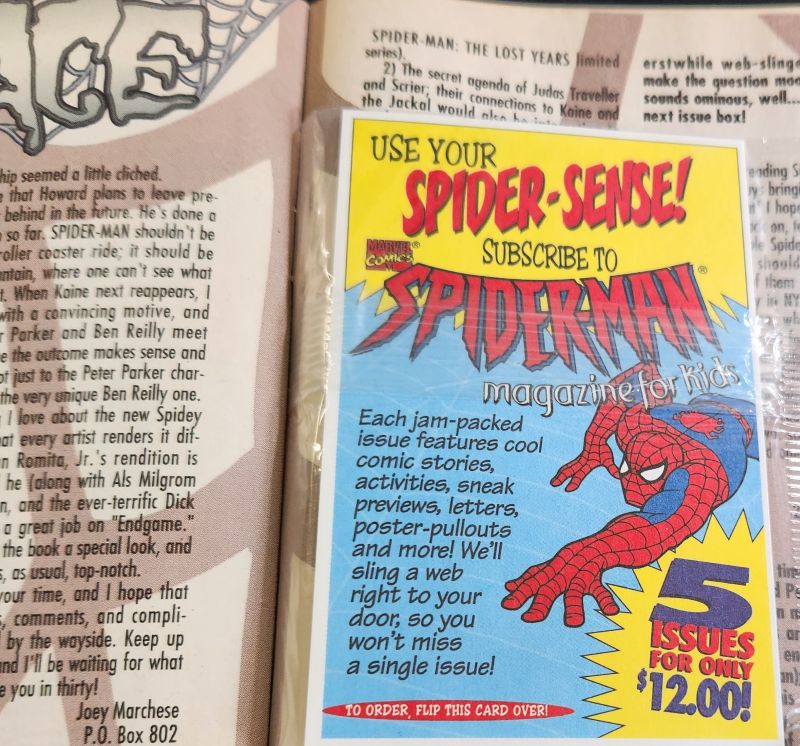 ACE
hip seemed a little cliched.
that Howard plans to leave pre-
behind in the future. He's done a
so far. SPIDER-MAN shouldn't be
oller coaster ride; it should be
ntain, where one can't see what
t. When Kaine next reappears, I
with a convincing motive, and
r Parker and Ben Reilly meet
e the outcome makes sense and
ot just to the Peter Parker char-
the very unique Ben Reilly one.
I love about the new Spidey
at every artist renders it dif-
n Romita, Jr.'s rendition is
he (along with Als Milgrom
n, and the ever-terrific Dick
a great job on "Endgame."
the book a special look, and
s, as usual, top-notch.
your time, and I hope that
, comments, and compli-
by the wayside. Keep up
nd I'll be waiting for what
e you in thirty!
Joey Marchese
P.O. Box 802
SPIDER-MAN: THE LOST YEARS limited
series).
2) The secret agenda of Judas Traveller
and Scrier; their connections to Kaine and
the Jackal would also be
erstwhile web-slinge
make the question moo
sounds ominous, well...
next issue box!
USE YOUR
SPIDER-SENSE!
MARVEL®
COMICS
SUBSCRIBE TO
SPIDER-MAN®
magazine for kids
Each jam-packed
issue features cool
comic stories,
activities, sneak
previews, letters,
poster-pullouts
and more! We'll
sling a web
right to your
door, so you
won't miss
a single issue!
5
ISSUES
FOR ONLY
$12.00!
TO ORDER, FLIP THIS CARD OVER!